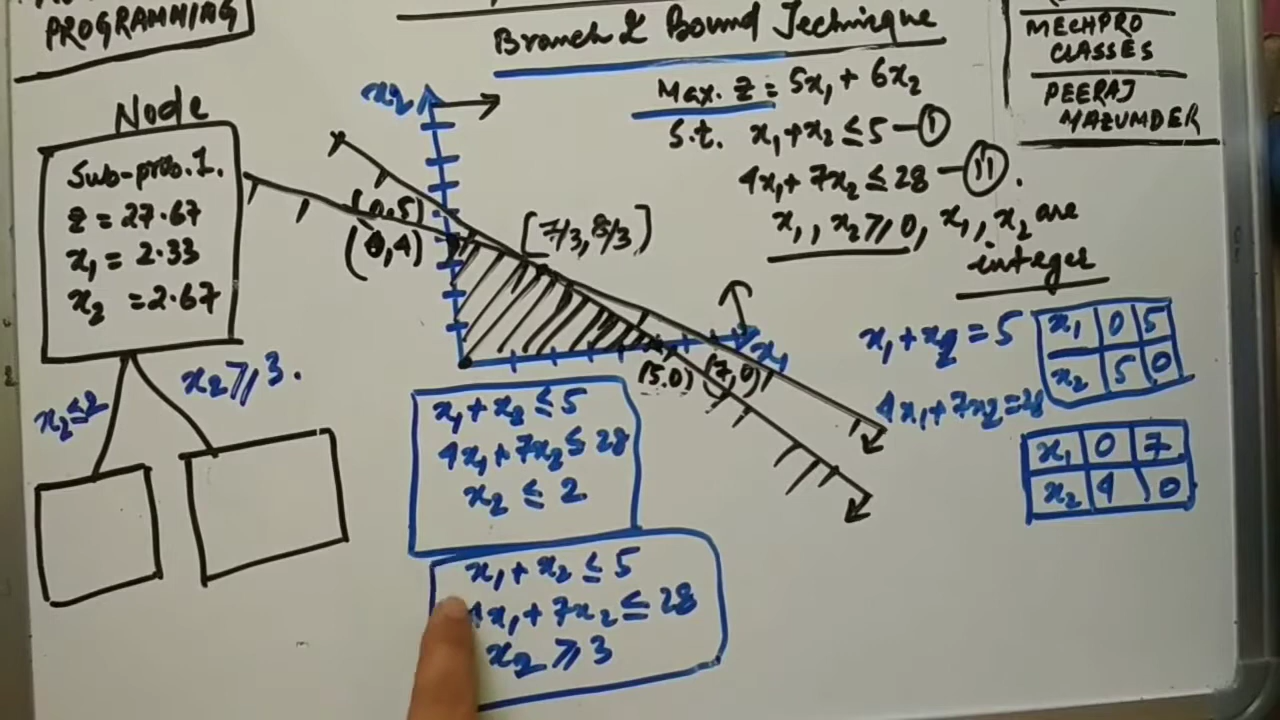 PROGRAMMING
Branch & Bound Technique
MECHPRO
CLASSES
PEERAJ
MAZUMDER
Node
Sub-prob.1.
Z = 27.67
x₁ = 2.33
x₂ = 2.67
x₂ ≤ 2
x₂ ≥ 3.
x₂
(0,5)
(0,4)
[7/3, 8/3]
(5,0)
(7,0)
x₁
Max. Z = 5x₁ + 6x₂
S.t. x₁ + x₂ ≤ 5 – I
4x₁ + 7x₂ ≤ 28 – II.
x₁, x₂ ≥ 0, x₁, x₂ are
integer
x₁ + x₂ = 5
x₁ 0 5
x₂ 5 0
4x₁ + 7x₂ = 28
x₁ 0 7
x₂ 4 0
x₁ + x₂ ≤ 5
4x₁ + 7x₂ ≤ 28
x₂ ≤ 2
x₁ + x₂ ≤ 5
4x₁ + 7x₂ ≤ 28
x₂ ≥ 3